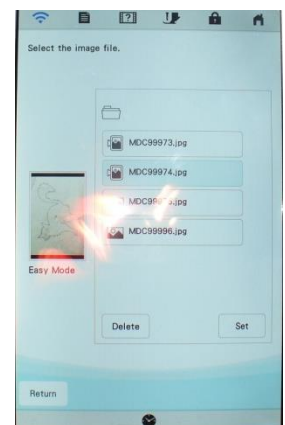 Select the image file.
MDC99973.jpg
MDC99974.jpg
MDC99996.jpg
Easy Mode
Delete
Set
Return